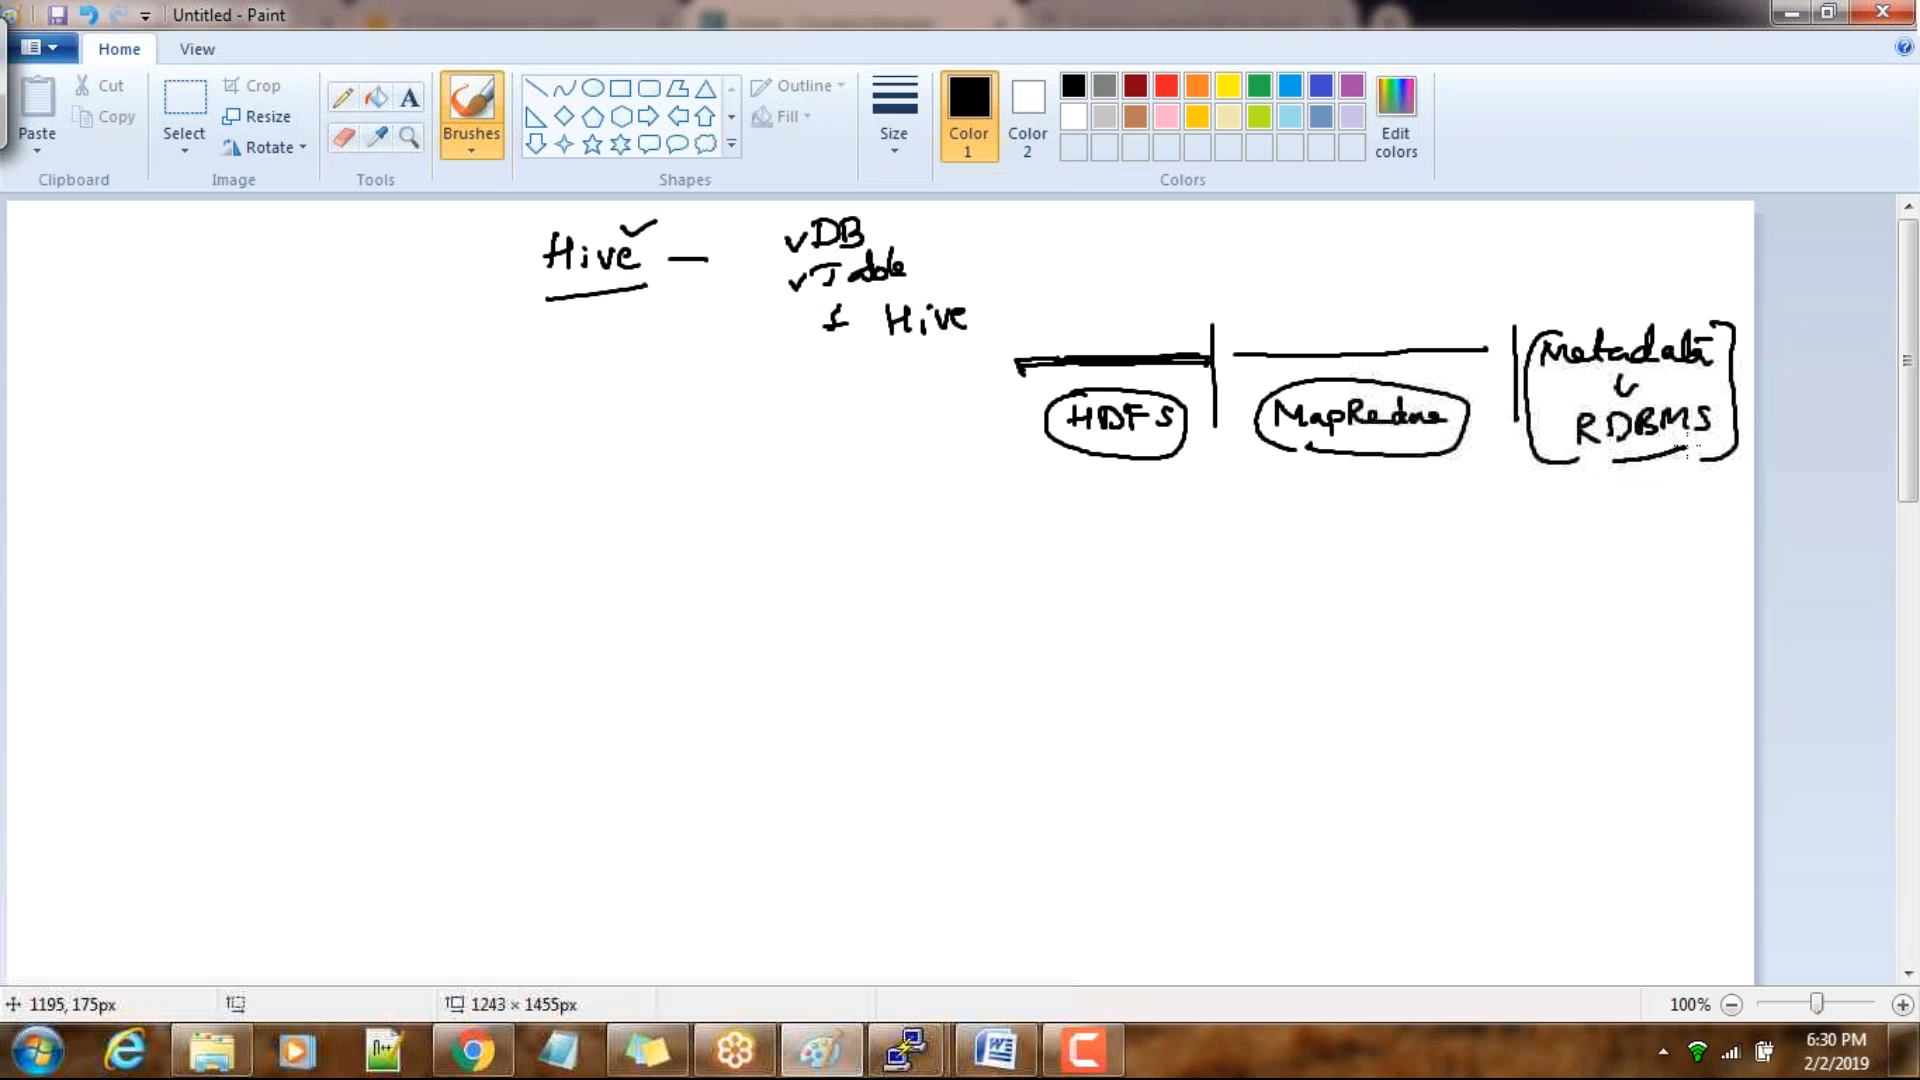 Untitled - Paint
Home View
Paste
Cut
Copy
Clipboard
Select
Crop
Resize
Rotate
Image
A
Tools
Brushes
Outline
Fill
Shapes
Size
Color 1
Color 2
Edit colors
Colors
Hive —
DB
Table
Hive
HDFS
MapReduce
Metadata
RDBMS
1195, 175px
1243 × 1455px
100%
6:30 PM
2/2/2019